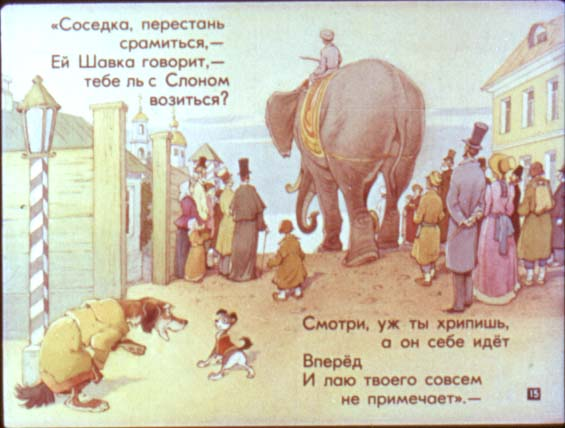 «Соседка, перестань
срамиться,—
Ей Шавка говорит,—
тебе ль с Слоном
возиться?
Смотри, уж ты хрипишь,
а он себе идёт
Вперёд
И лаю твоего совсем
не примечает».—
15